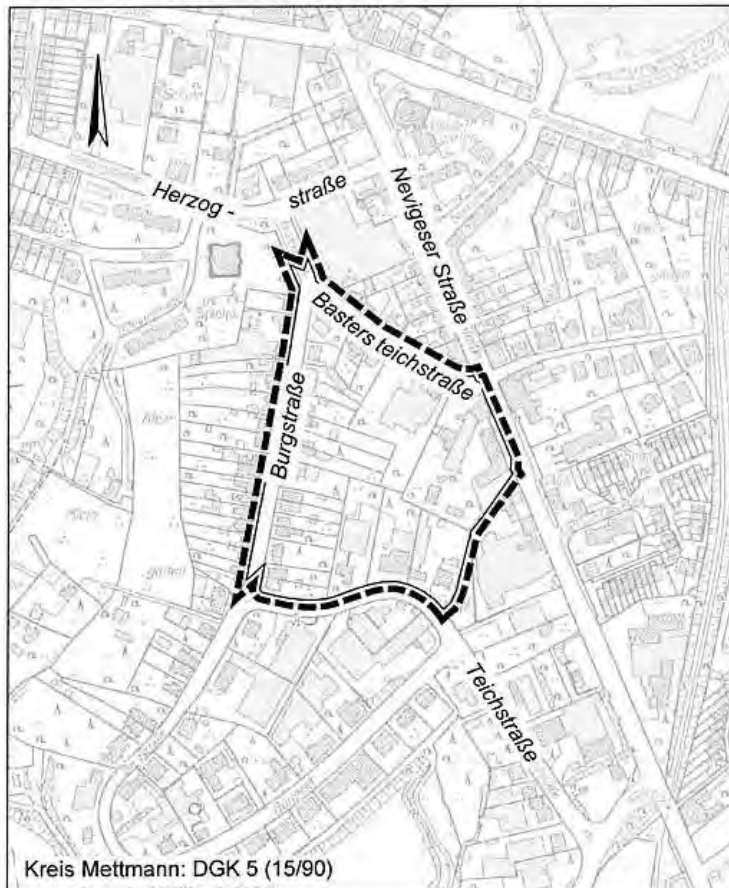 Herzog -
straße
Nevigeser Straße
Basters teichstraße
Burgstraße
Teichstraße
Kreis Mettmann: DGK 5 (15/90)